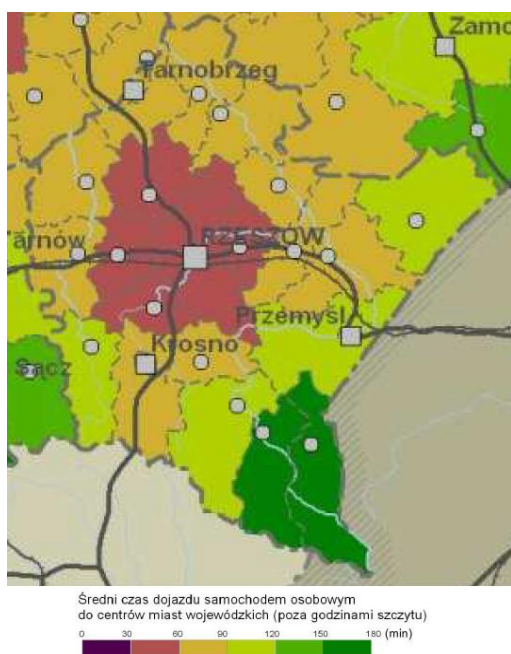 Zamo
Tarnobrzeg
RZESZÓW
Tarnów
Przemyśl
Krosno
Sącz
Średni czas dojazdu samochodem osobowym
do centrów miast wojewódzkich (poza godzinami szczytu)
0 30 60 90 120 150 180 (min)